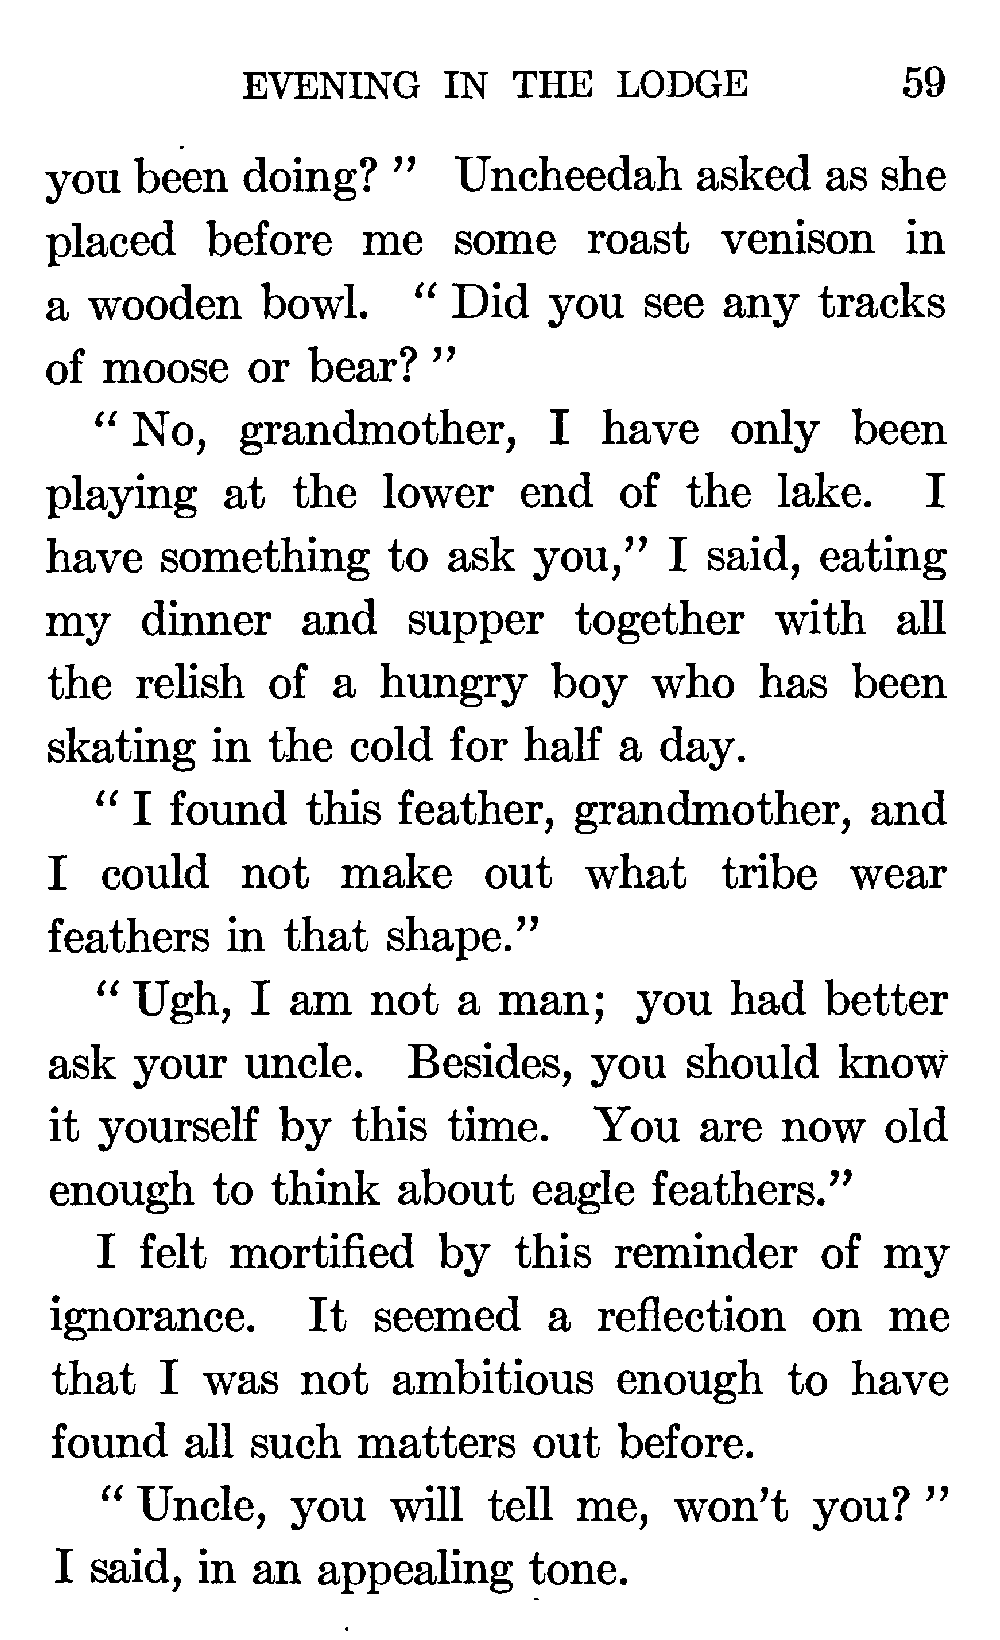 EVENING IN THE LODGE 59
you been doing? ” Uncheedah asked as she
placed before me some roast venison in
a wooden bowl. “ Did you see any tracks
of moose or bear? ”
“ No, grandmother, I have only been
playing at the lower end of the lake. I
have something to ask you,” I said, eating
my dinner and supper together with all
the relish of a hungry boy who has been
skating in the cold for half a day.
“ I found this feather, grandmother, and
I could not make out what tribe wear
feathers in that shape.”
“ Ugh, I am not a man; you had better
ask your uncle. Besides, you should know
it yourself by this time. You are now old
enough to think about eagle feathers.”
I felt mortified by this reminder of my
ignorance. It seemed a reflection on me
that I was not ambitious enough to have
found all such matters out before.
“ Uncle, you will tell me, won’t you? ”
I said, in an appealing tone.